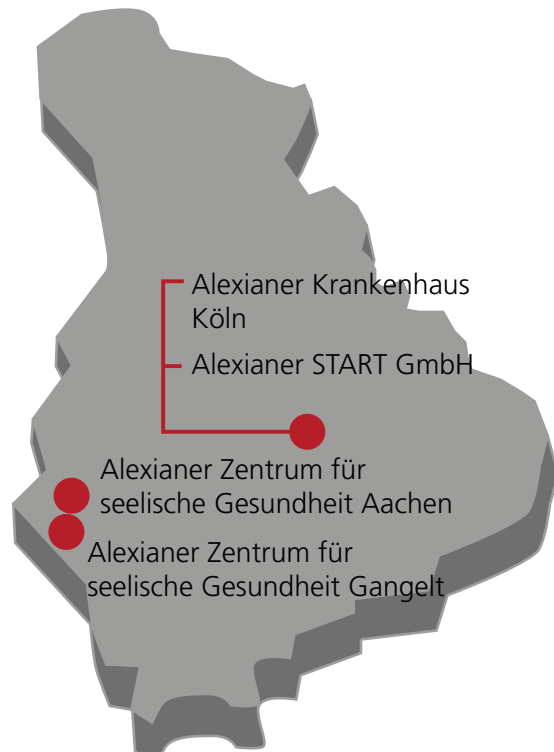 Alexianer Krankenhaus
Köln
Alexianer START GmbH
Alexianer Zentrum für
seelische Gesundheit Aachen
Alexianer Zentrum für
seelische Gesundheit Gangelt